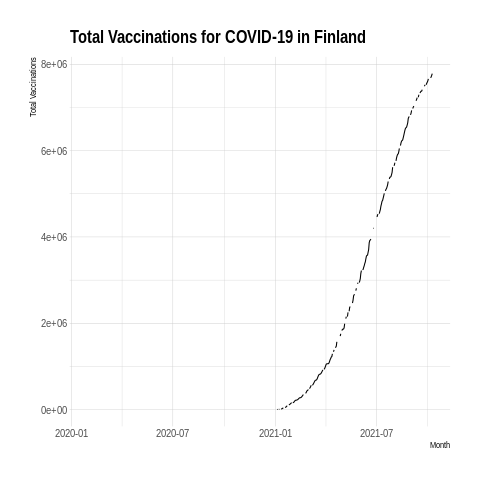 Total Vaccinations for COVID-19 in Finland
Total Vaccinations
8e+06
6e+06
4e+06
2e+06
0e+00
2020-01 2020-07 2021-01 2021-07
Month